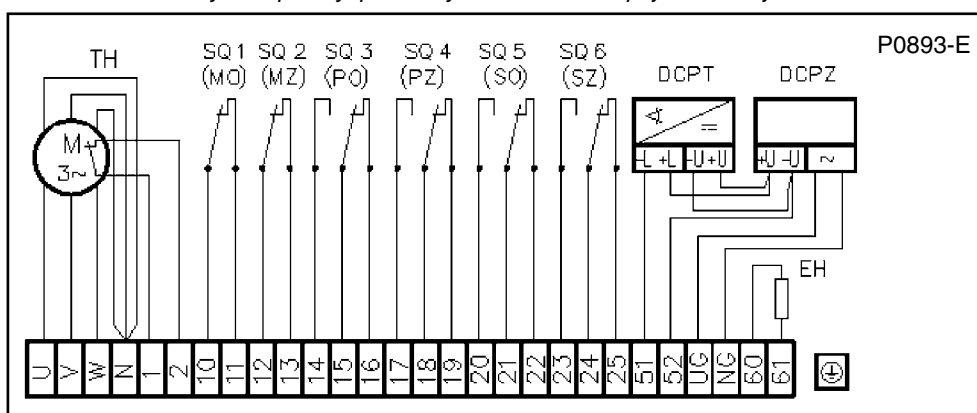 P0893-E
TH
SQ 1 SQ 2 SQ 3 SQ 4 SQ 5 SQ 6
(MO) (MZ) (PO) (PZ) (SO) (SZ)
DCPT DCPZ
M
3~
-L +L -U +U
+U -U ~
EH
U V W N 1 2 10 11 12 13 14 15 16 17 18 19 20 21 22 23 24 25 51 52 UG NG 60 61